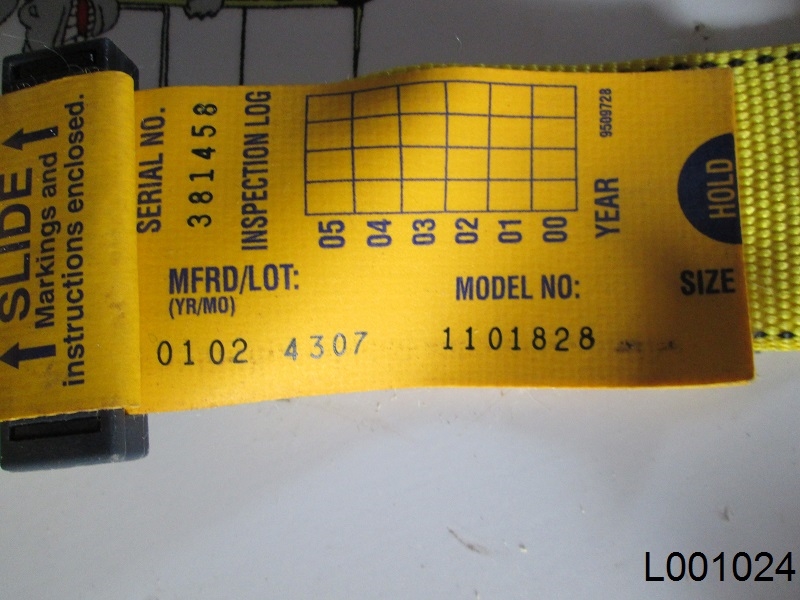 SLIDE
Markings and
instructions enclosed.
SERIAL NO.
381458
INSPECTION LOG
05 04 03 02 01 00
YEAR
9509728
HOLD
MFRD/LOT:
(YR/MO)
0102 4307
MODEL NO:
1101828
SIZE
L001024